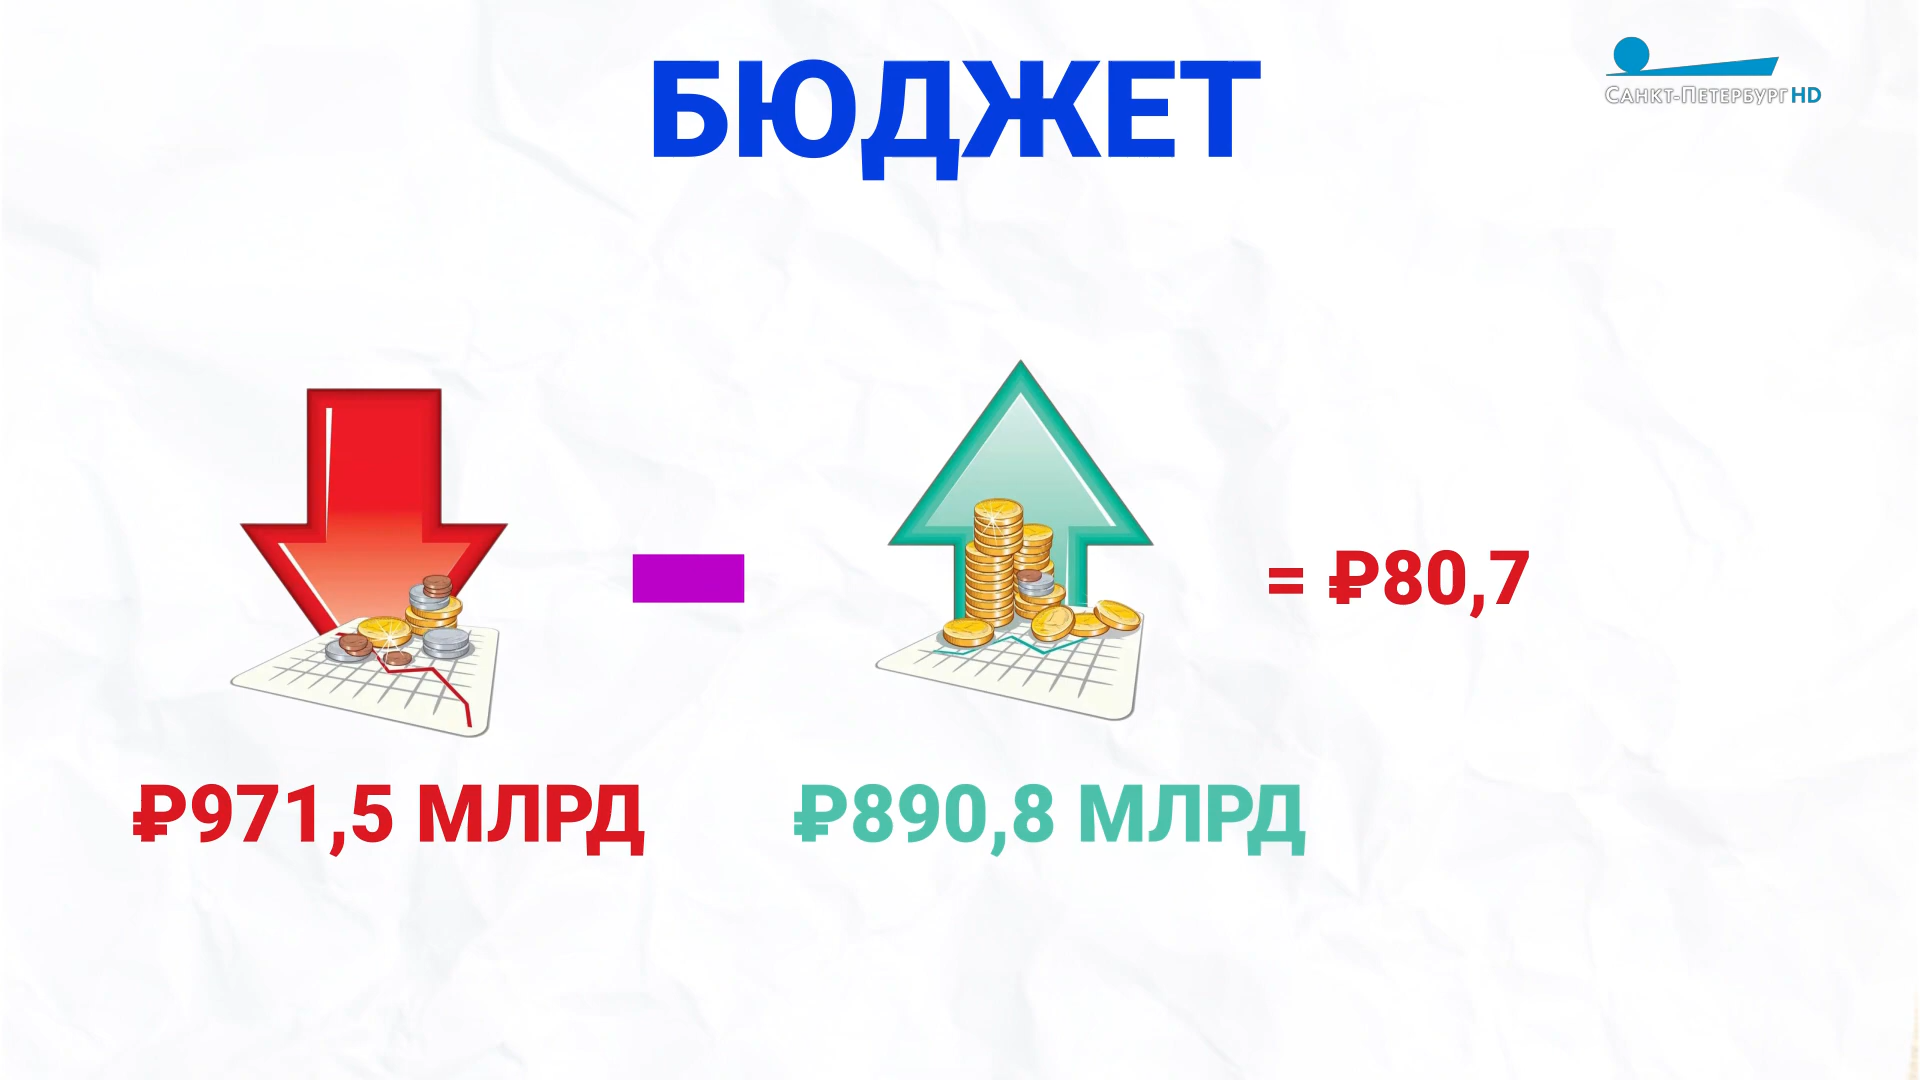 БЮДЖЕТ
САНКТ-ПЕТЕРБУРГ HD
= ₽80,7
₽971,5 МЛРД
₽890,8 МЛРД